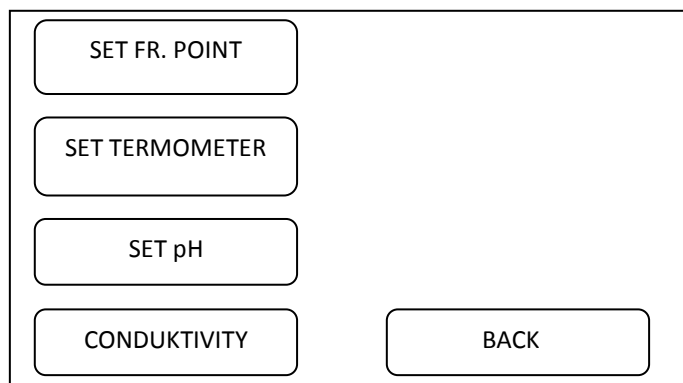 SET FR. POINT
SET TERMOMETER
SET pH
CONDUKTIVITY
BACK